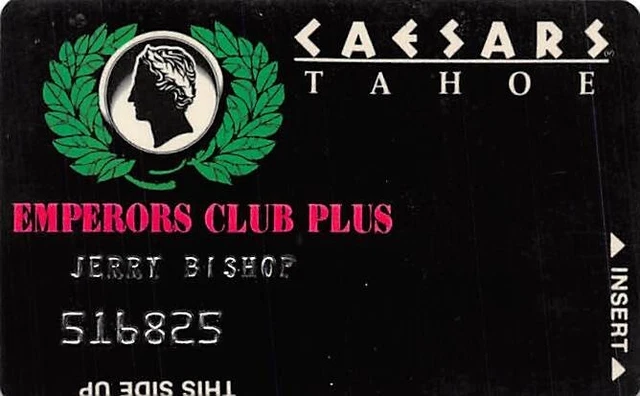 CAESARS
TAHOE
EMPERORS CLUB PLUS
JERRY BISHOP
516825
INSERT
THIS SIDE UP